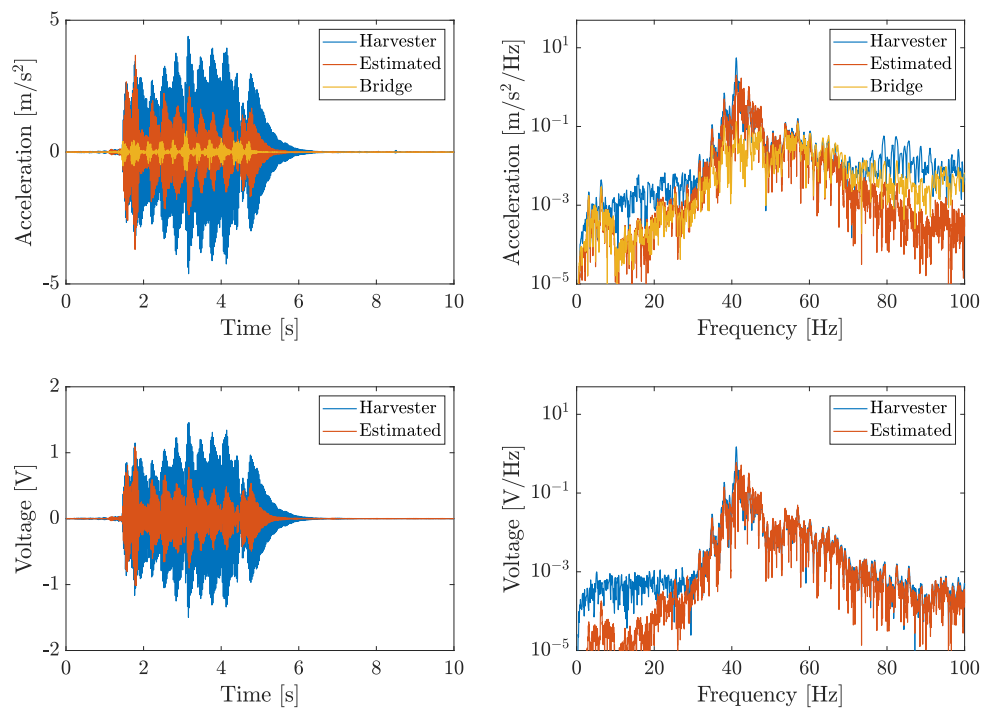 Acceleration [m/s²]
5
0
-5
Harvester
Estimated
Bridge
0 2 4 6 8 10
Time [s]
Acceleration [m/s²/Hz]
10¹
10⁻¹
10⁻³
10⁻⁵
Harvester
Estimated
Bridge
0 20 40 60 80 100
Frequency [Hz]
Voltage [V]
2
1
0
-1
-2
Harvester
Estimated
0 2 4 6 8 10
Time [s]
Voltage [V/Hz]
10¹
10⁻¹
10⁻³
10⁻⁵
Harvester
Estimated
0 20 40 60 80 100
Frequency [Hz]